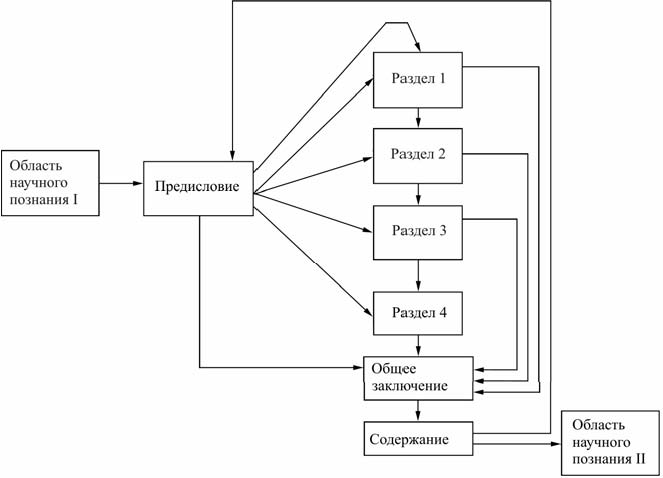 Раздел 1
Раздел 2
Область
научного
познания I
Предисловие
Раздел 3
Раздел 4
Общее
заключение
Содержание
Область
научного
познания II